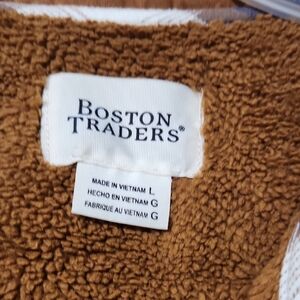 BOSTON
TRADERS®
MADE IN VIETNAM L
HECHO EN VIETNAM G
FABRIQUÉ AU VIETNAM G